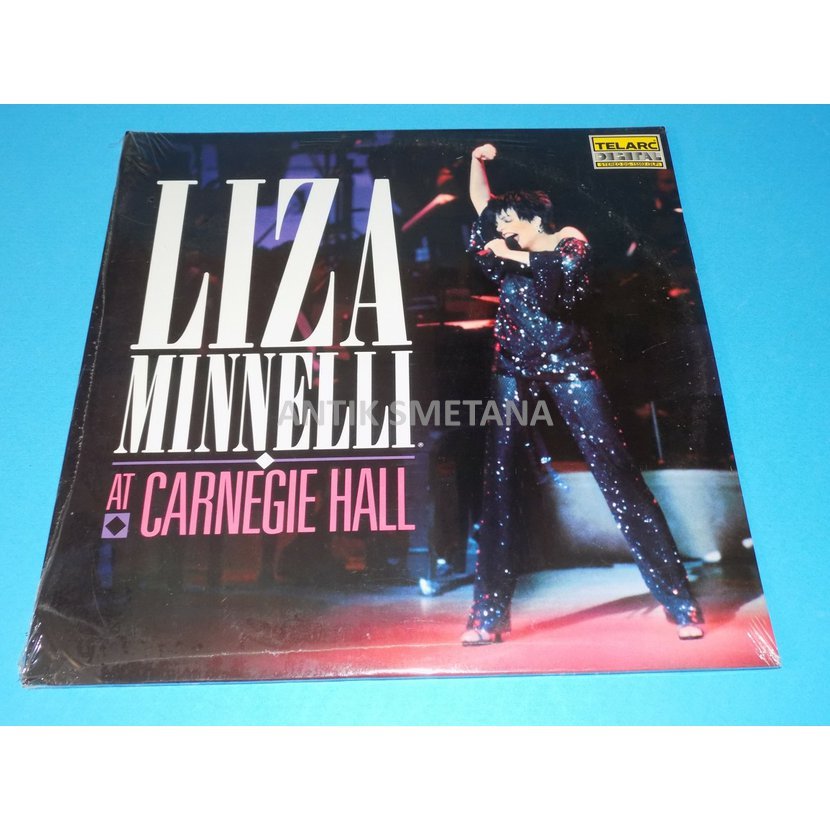 TELARC
DIGITAL
LIZA
MINNELLI®
AT CARNEGIE HALL
ANTIK SMETANA